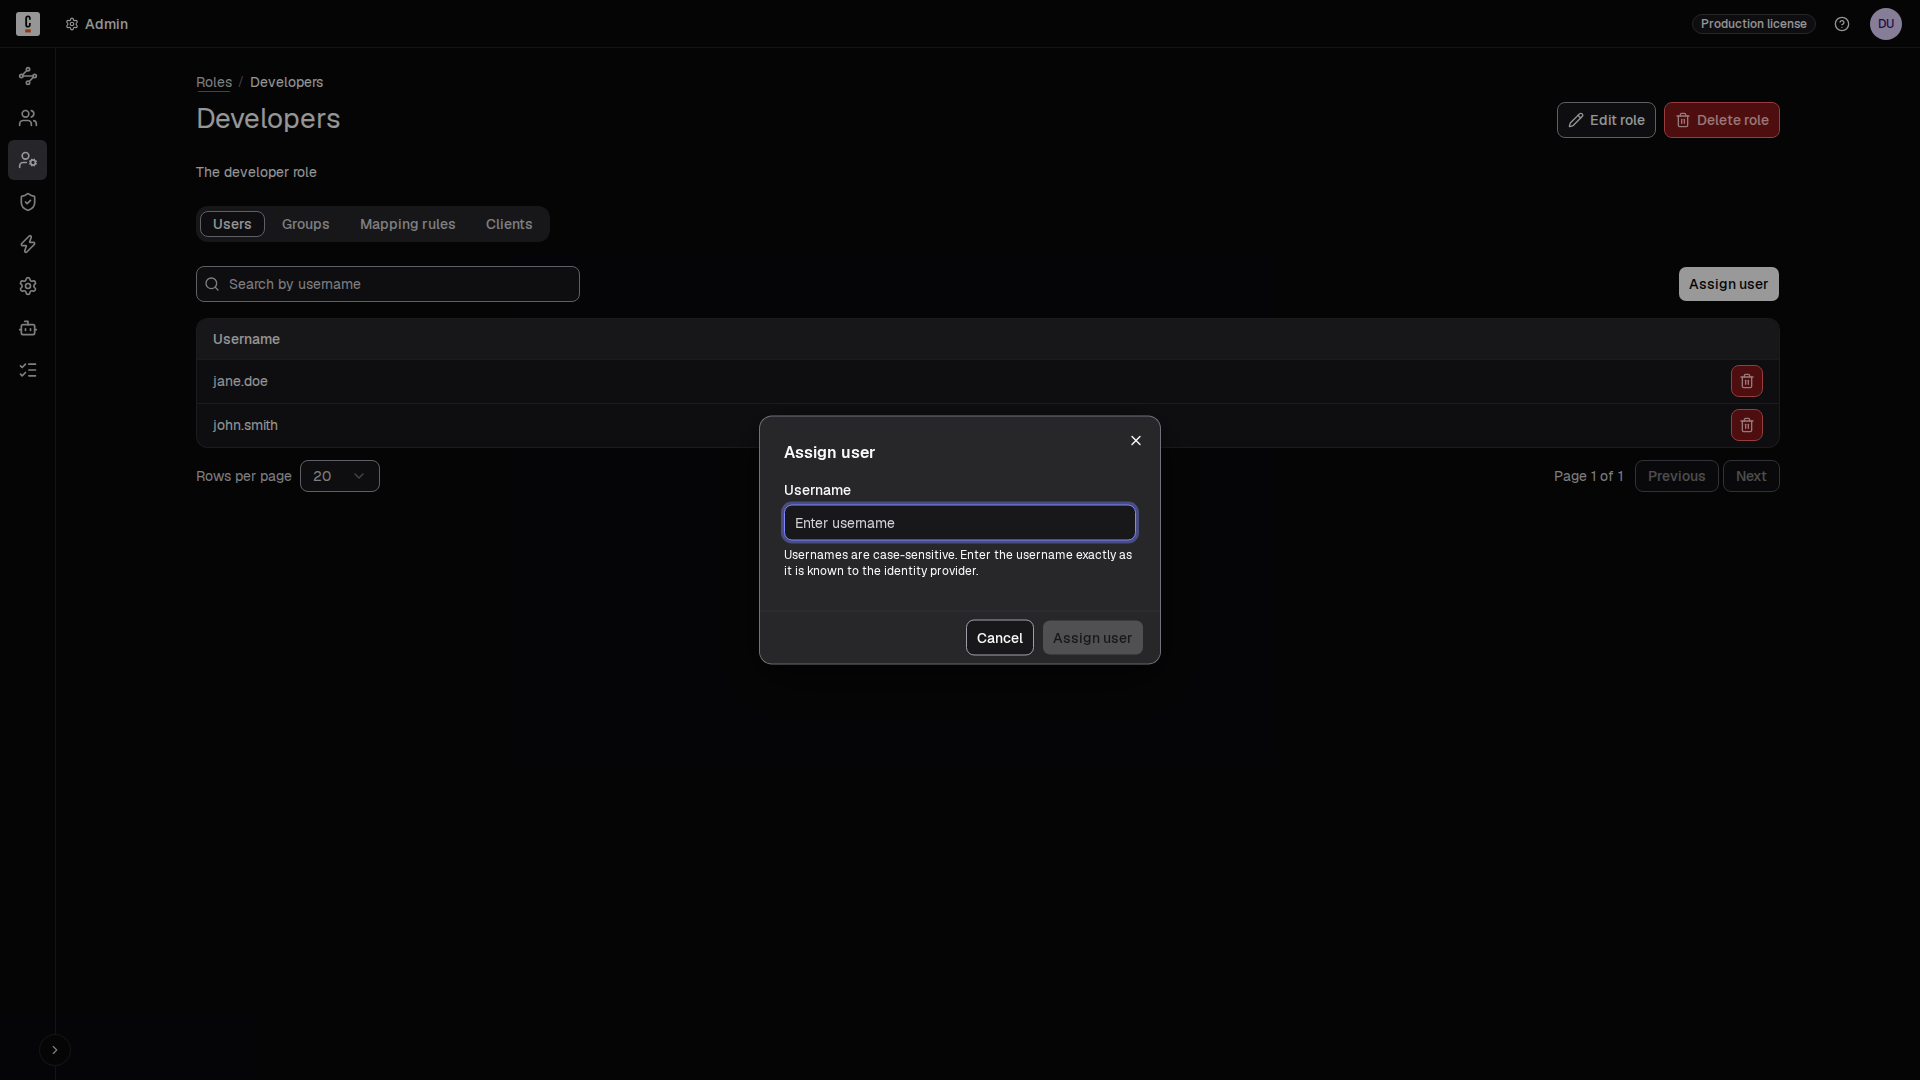 C
Admin
Production license
DU
Roles / Developers
Developers
Edit role
Delete role
The developer role
Users
Groups
Mapping rules
Clients
Search by username
Assign user
Username
jane.doe
john.smith
Rows per page
20
Page 1 of 1
Previous
Next
Assign user
Username
Enter username
Usernames are case-sensitive. Enter the username exactly as
it is known to the identity provider.
Cancel
Assign user